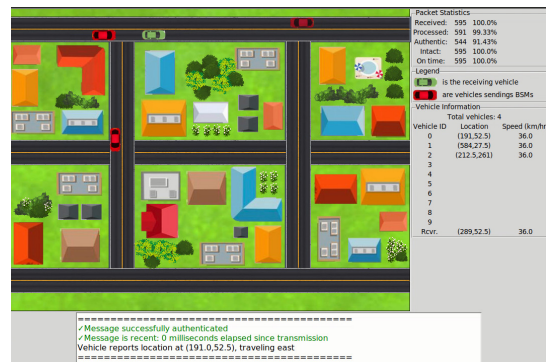 Packet Statistics
Received: 595 100.0%
Processed: 591 99.33%
Authentic: 544 91.43%
Intact: 595 100.0%
On time: 595 100.0%
Legend
is the receiving vehicle
are vehicles sendings BSMs
Vehicle Information
Total vehicles: 4
Vehicle ID Location Speed (km/hr
0 (191,52.5) 36.0
1 (584,27.5) 36.0
2 (212.5,261) 36.0
3
4
5
6
7
8
9
Rcvr. (289,52.5) 36.0
==========================================
✓Message successfully authenticated
✓Message is recent: 0 milliseconds elapsed since transmission
Vehicle reports location at (191.0,52.5), traveling east
==========================================